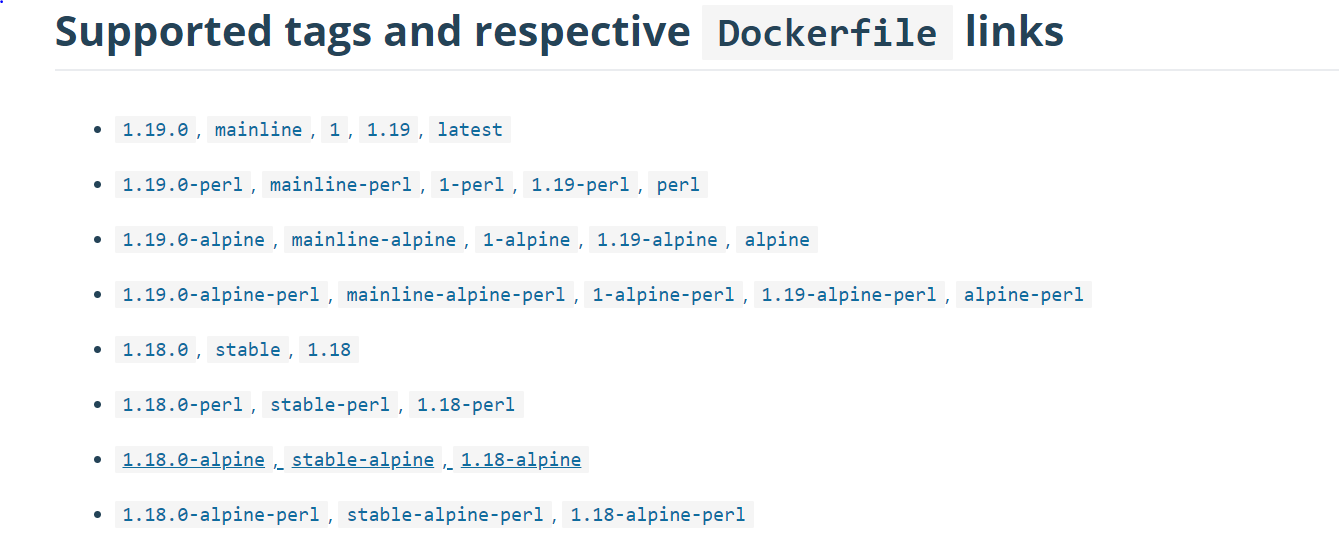 Supported tags and respective Dockerfile links
1.19.0, mainline, 1, 1.19, latest
1.19.0-perl, mainline-perl, 1-perl, 1.19-perl, perl
1.19.0-alpine, mainline-alpine, 1-alpine, 1.19-alpine, alpine
1.19.0-alpine-perl, mainline-alpine-perl, 1-alpine-perl, 1.19-alpine-perl, alpine-perl
1.18.0, stable, 1.18
1.18.0-perl, stable-perl, 1.18-perl
1.18.0-alpine, stable-alpine, 1.18-alpine
1.18.0-alpine-perl, stable-alpine-perl, 1.18-alpine-perl